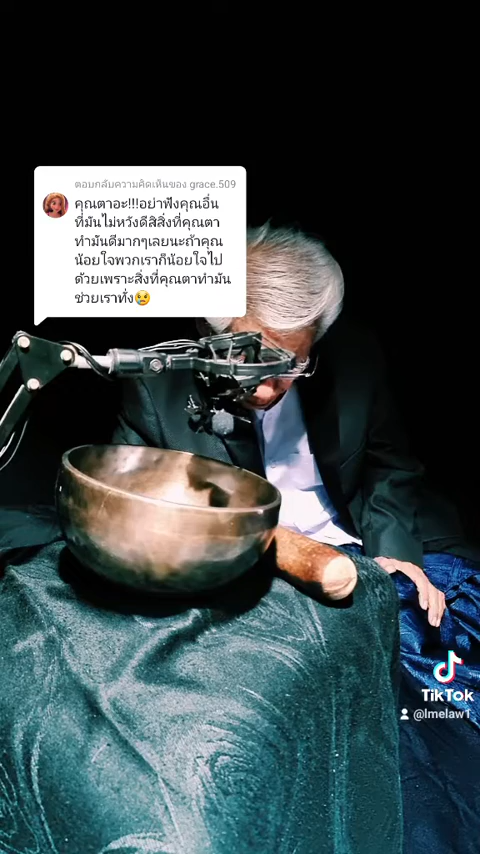 ตอบกลับความคิดเห็นของ grace.509
คุณตาอะ!!!อย่าฟังคุณอื่น
ที่มันไม่หวังดีสิสิ่งที่คุณตา
ทำมันดีมากๆเลยนะถ้าคุณ
น้อยใจพวกเราก็น้อยใจไป
ด้วยเพราะสิ่งที่คุณตาทำมัน
ช่วยเราทั่ง😢
TikTok
@lmelaw1